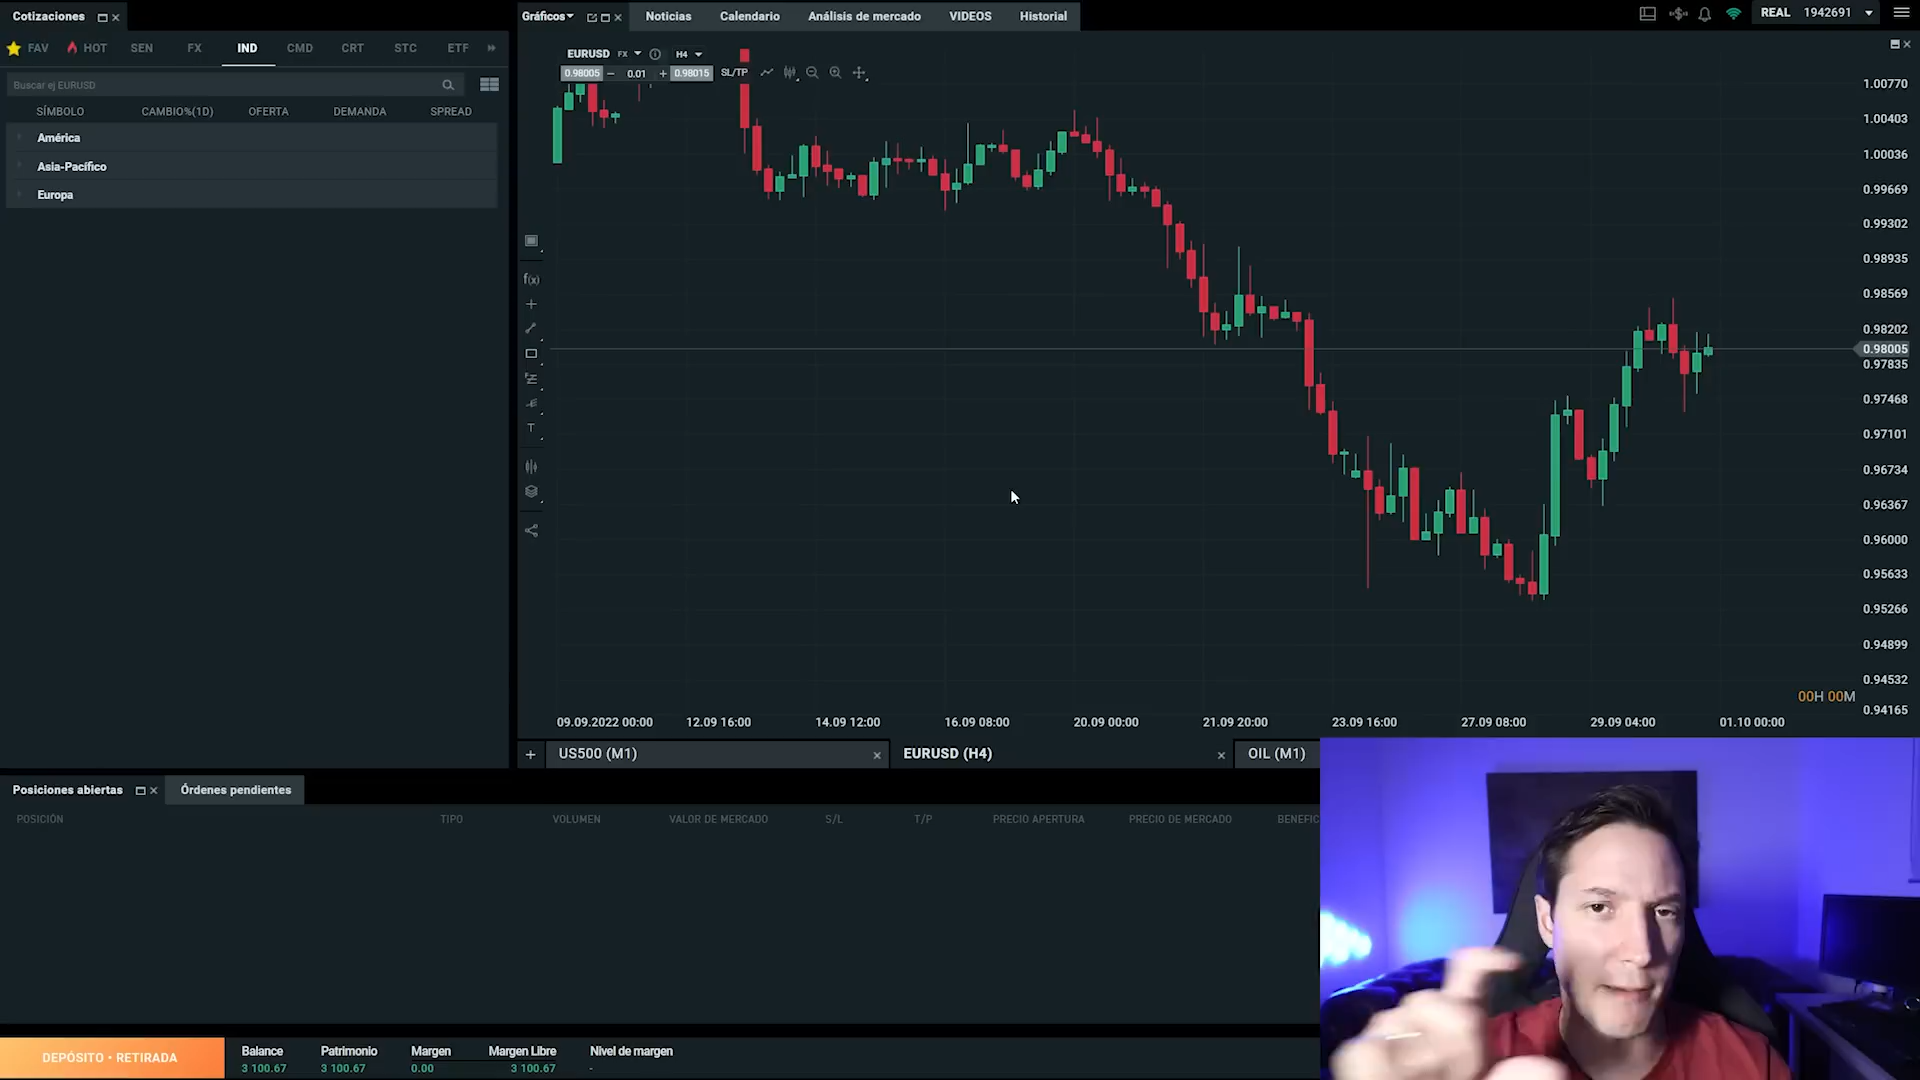 Cotizaciones
FAV HOT SEN FX IND CMD CRT STC ETF
Buscar ej EURUSD
SÍMBOLO CAMBIO%(1D) OFERTA DEMANDA SPREAD
América
Asia-Pacífico
Europa
Gráficos Noticias Calendario Análisis de mercado VIDEOS Historial
REAL 1942691
EURUSD FX H4
0.98005 − 0.01 + 0.98015 SL/TP
f(x)
T
1.00770
1.00403
1.00036
0.99669
0.99302
0.98935
0.98569
0.98202
0.98005
0.97835
0.97468
0.97101
0.96734
0.96367
0.96000
0.95633
0.95266
0.94899
0.94532
0.94165
00H 00M
09.09.2022 00:00 12.09 16:00 14.09 12:00 16.09 08:00 20.09 00:00 21.09 20:00 23.09 16:00 27.09 08:00 29.09 04:00 01.10 00:00
+ US500 (M1) EURUSD (H4) OIL (M1)
Posiciones abiertas Órdenes pendientes
POSICIÓN TIPO VOLUMEN VALOR DE MERCADO S/L T/P PRECIO APERTURA PRECIO DE MERCADO BENEFIC
DEPÓSITO • RETIRADA
Balance Patrimonio Margen Margen Libre Nivel de margen
3 100.67 3 100.67 0.00 3 100.67 -